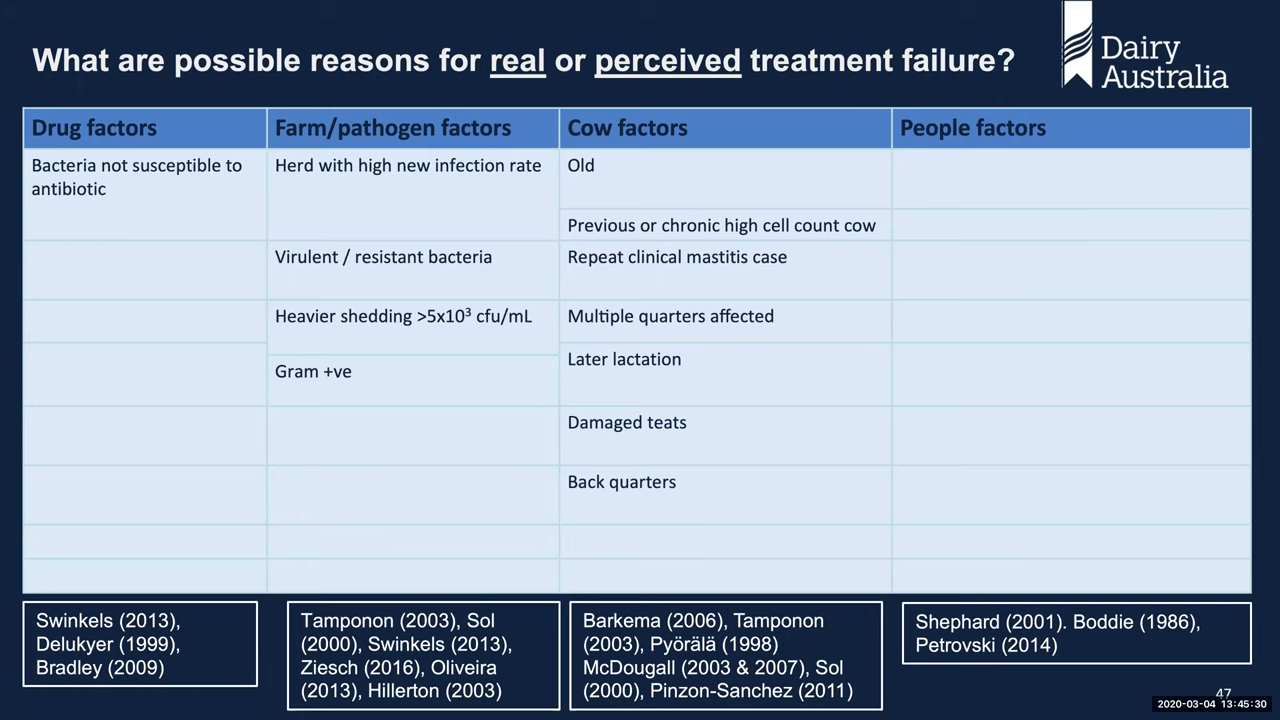 What are possible reasons for real or perceived treatment failure?
Dairy
Australia
Drug factors
Farm/pathogen factors
Cow factors
People factors
Bacteria not susceptible to
antibiotic
Herd with high new infection rate
Old
Previous or chronic high cell count cow
Virulent / resistant bacteria
Repeat clinical mastitis case
Heavier shedding >5x10³ cfu/mL
Multiple quarters affected
Later lactation
Gram +ve
Damaged teats
Back quarters
Swinkels (2013),
Delukyer (1999),
Bradley (2009)
Tamponon (2003), Sol
(2000), Swinkels (2013),
Ziesch (2016), Oliveira
(2013), Hillerton (2003)
Barkema (2006), Tamponon
(2003), Pyörälä (1998)
McDougall (2003 & 2007), Sol
(2000), Pinzon-Sanchez (2011)
Shephard (2001). Boddie (1986),
Petrovski (2014)
47
2020-03-04 13:45:30